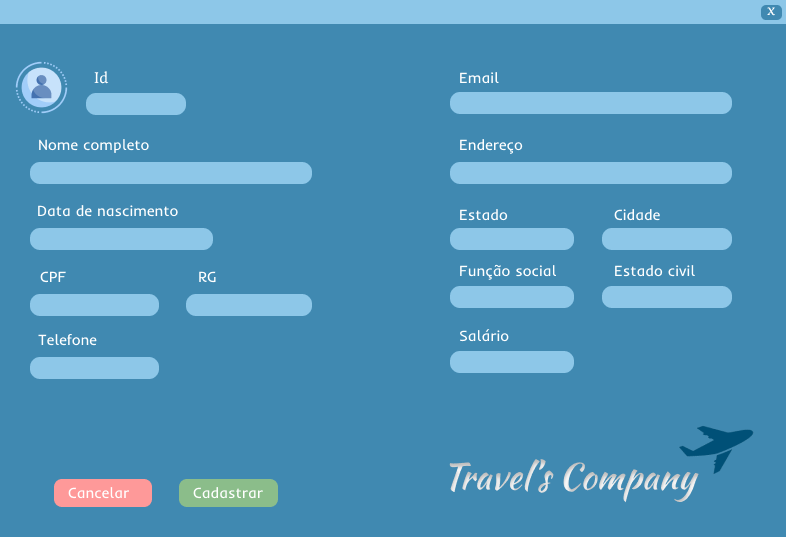 X
Id
Email
Nome completo
Endereço
Data de nascimento
Estado
Cidade
CPF
RG
Função social
Estado civil
Telefone
Salário
Travel's Company
Cancelar
Cadastrar